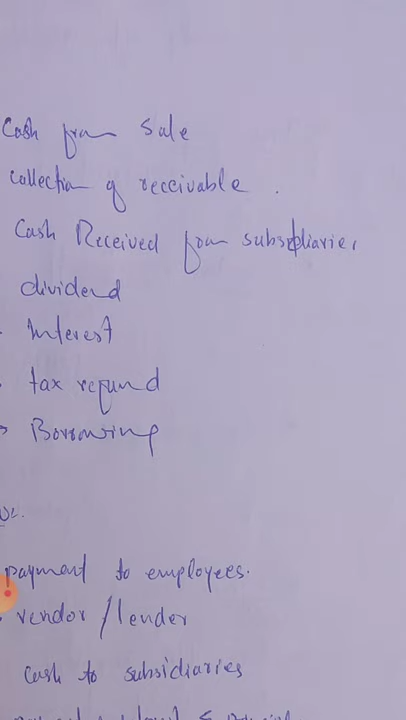 Cash from sale
Collection of receivable .
Cash Received from subsidiaries
dividend
Interest
tax refund
Borrowing
payment to employees.
vendor / lender
Cash to subsidiaries